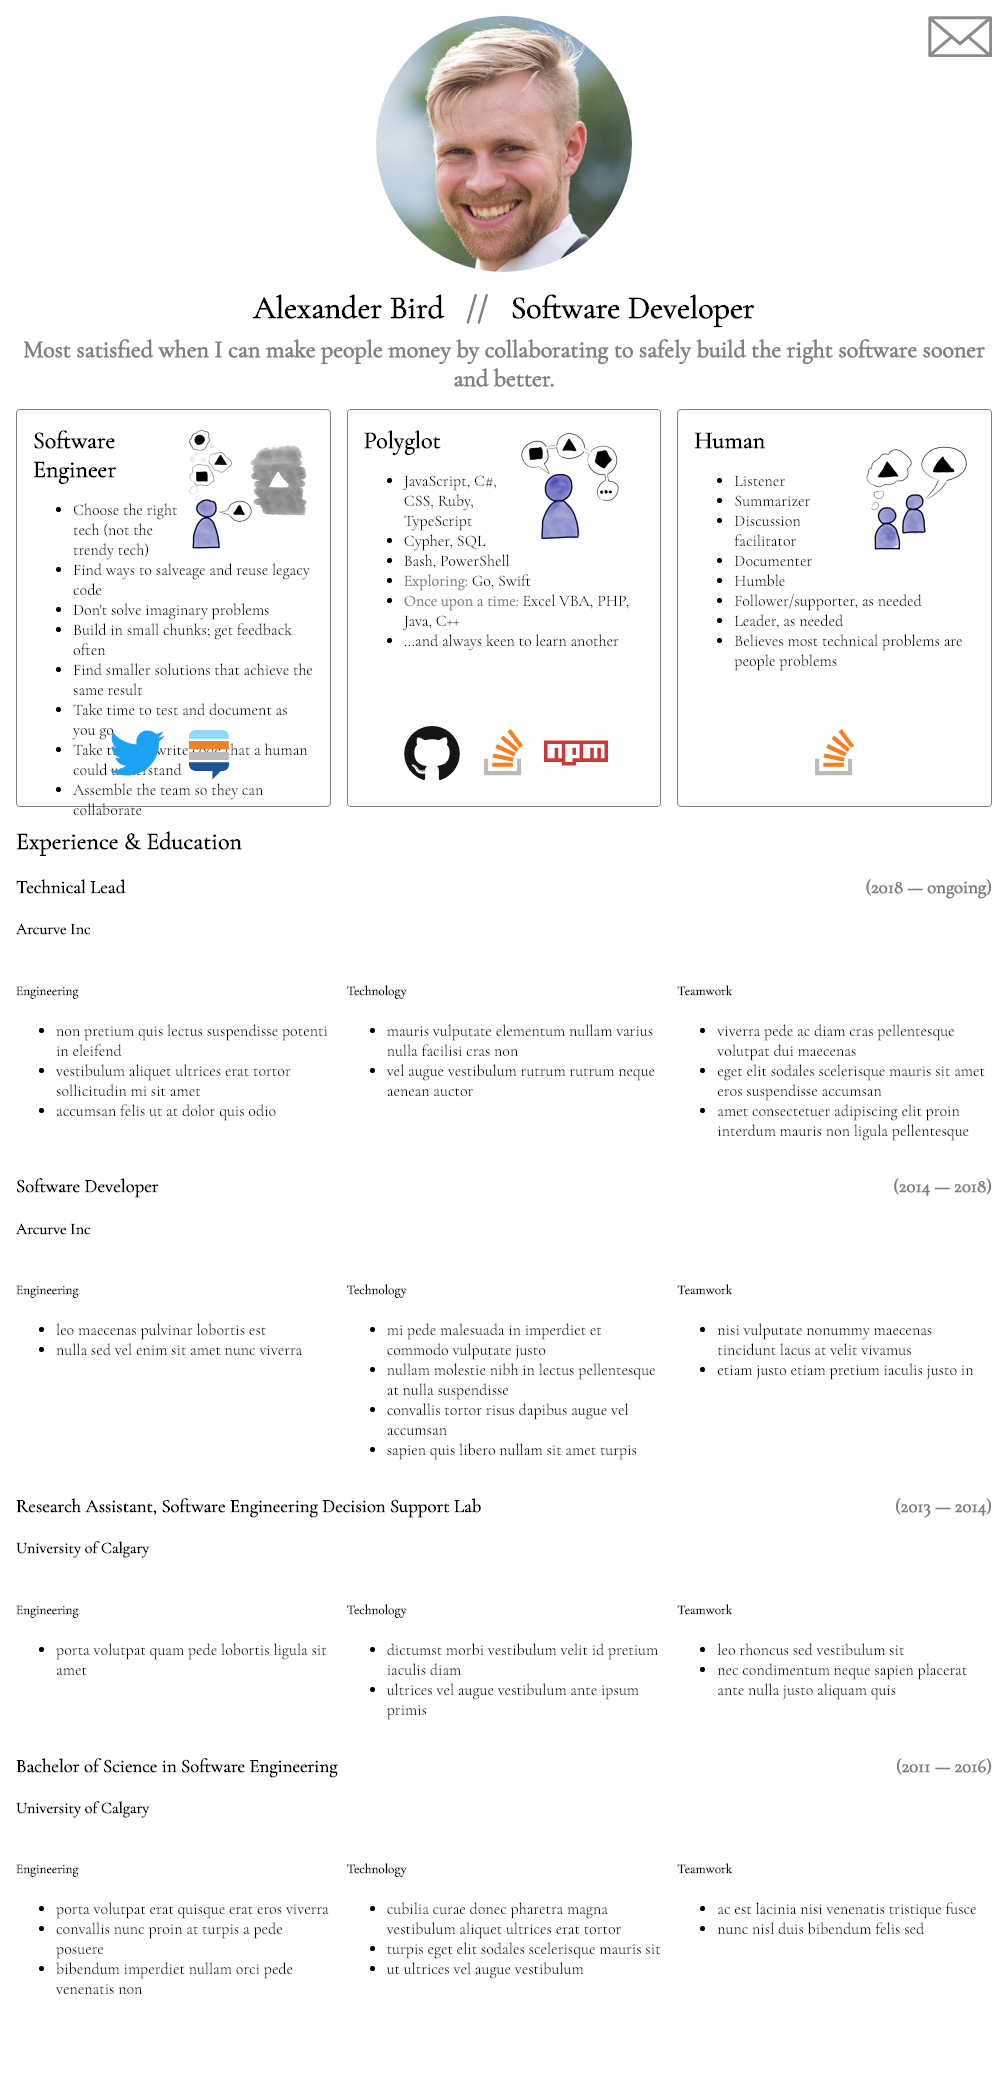 Alexander Bird // Software Developer
Most satisfied when I can make people money by collaborating to safely build the right software sooner
and better.
Software
Engineer
Choose the right
tech (not the
trendy tech)
Find ways to salveage and reuse legacy
code
Don't solve imaginary problems
Build in small chunks; get feedback
often
Find smaller solutions that achieve the
same result
Take time to test and document as
you go
Take write that a human
could
Assemble the team so they can
collaborate
Polyglot
JavaScript, C#,
CSS, Ruby,
TypeScript
Cypher, SQL
Bash, PowerShell
Exploring: Go, Swift
Once upon a time: Excel VBA, PHP,
Java, C++
...and always keen to learn another
npm
Human
Listener
Summarizer
Discussion
facilitator
Documenter
Humble
Follower/supporter, as needed
Leader, as needed
Believes most technical problems are
people problems
Experience & Education
Technical Lead (2018 — ongoing)
Arcurve Inc
Engineering
non pretium quis lectus suspendisse potenti
in eleifend
vestibulum aliquet ultrices erat tortor
sollicitudin mi sit amet
accumsan felis ut at dolor quis odio
Technology
mauris vulputate elementum nullam varius
nulla facilisi cras non
vel augue vestibulum rutrum rutrum neque
aenean auctor
Teamwork
viverra pede ac diam cras pellentesque
volutpat dui maecenas
eget elit sodales scelerisque mauris sit amet
eros suspendisse accumsan
amet consectetuer adipiscing elit proin
interdum mauris non ligula pellentesque
Software Developer (2014 — 2018)
Arcurve Inc
Engineering
leo maecenas pulvinar lobortis est
nulla sed vel enim sit amet nunc viverra
Technology
mi pede malesuada in imperdiet et
commodo vulputate justo
nullam molestie nibh in lectus pellentesque
at nulla suspendisse
convallis tortor risus dapibus augue vel
accumsan
sapien quis libero nullam sit amet turpis
Teamwork
nisi vulputate nonummy maecenas
tincidunt lacus at velit vivamus
etiam justo etiam pretium iaculis justo in
Research Assistant, Software Engineering Decision Support Lab (2013 — 2014)
University of Calgary
Engineering
porta volutpat quam pede lobortis ligula sit
amet
Technology
dictumst morbi vestibulum velit id pretium
iaculis diam
ultrices vel augue vestibulum ante ipsum
primis
Teamwork
leo rhoncus sed vestibulum sit
nec condimentum neque sapien placerat
ante nulla justo aliquam quis
Bachelor of Science in Software Engineering (2011 — 2016)
University of Calgary
Engineering
porta volutpat erat quisque erat eros viverra
convallis nunc proin at turpis a pede
posuere
bibendum imperdiet nullam orci pede
venenatis non
Technology
cubilia curae donec pharetra magna
vestibulum aliquet ultrices erat tortor
turpis eget elit sodales scelerisque mauris sit
ut ultrices vel augue vestibulum
Teamwork
ac est lacinia nisi venenatis tristique fusce
nunc nisl duis bibendum felis sed